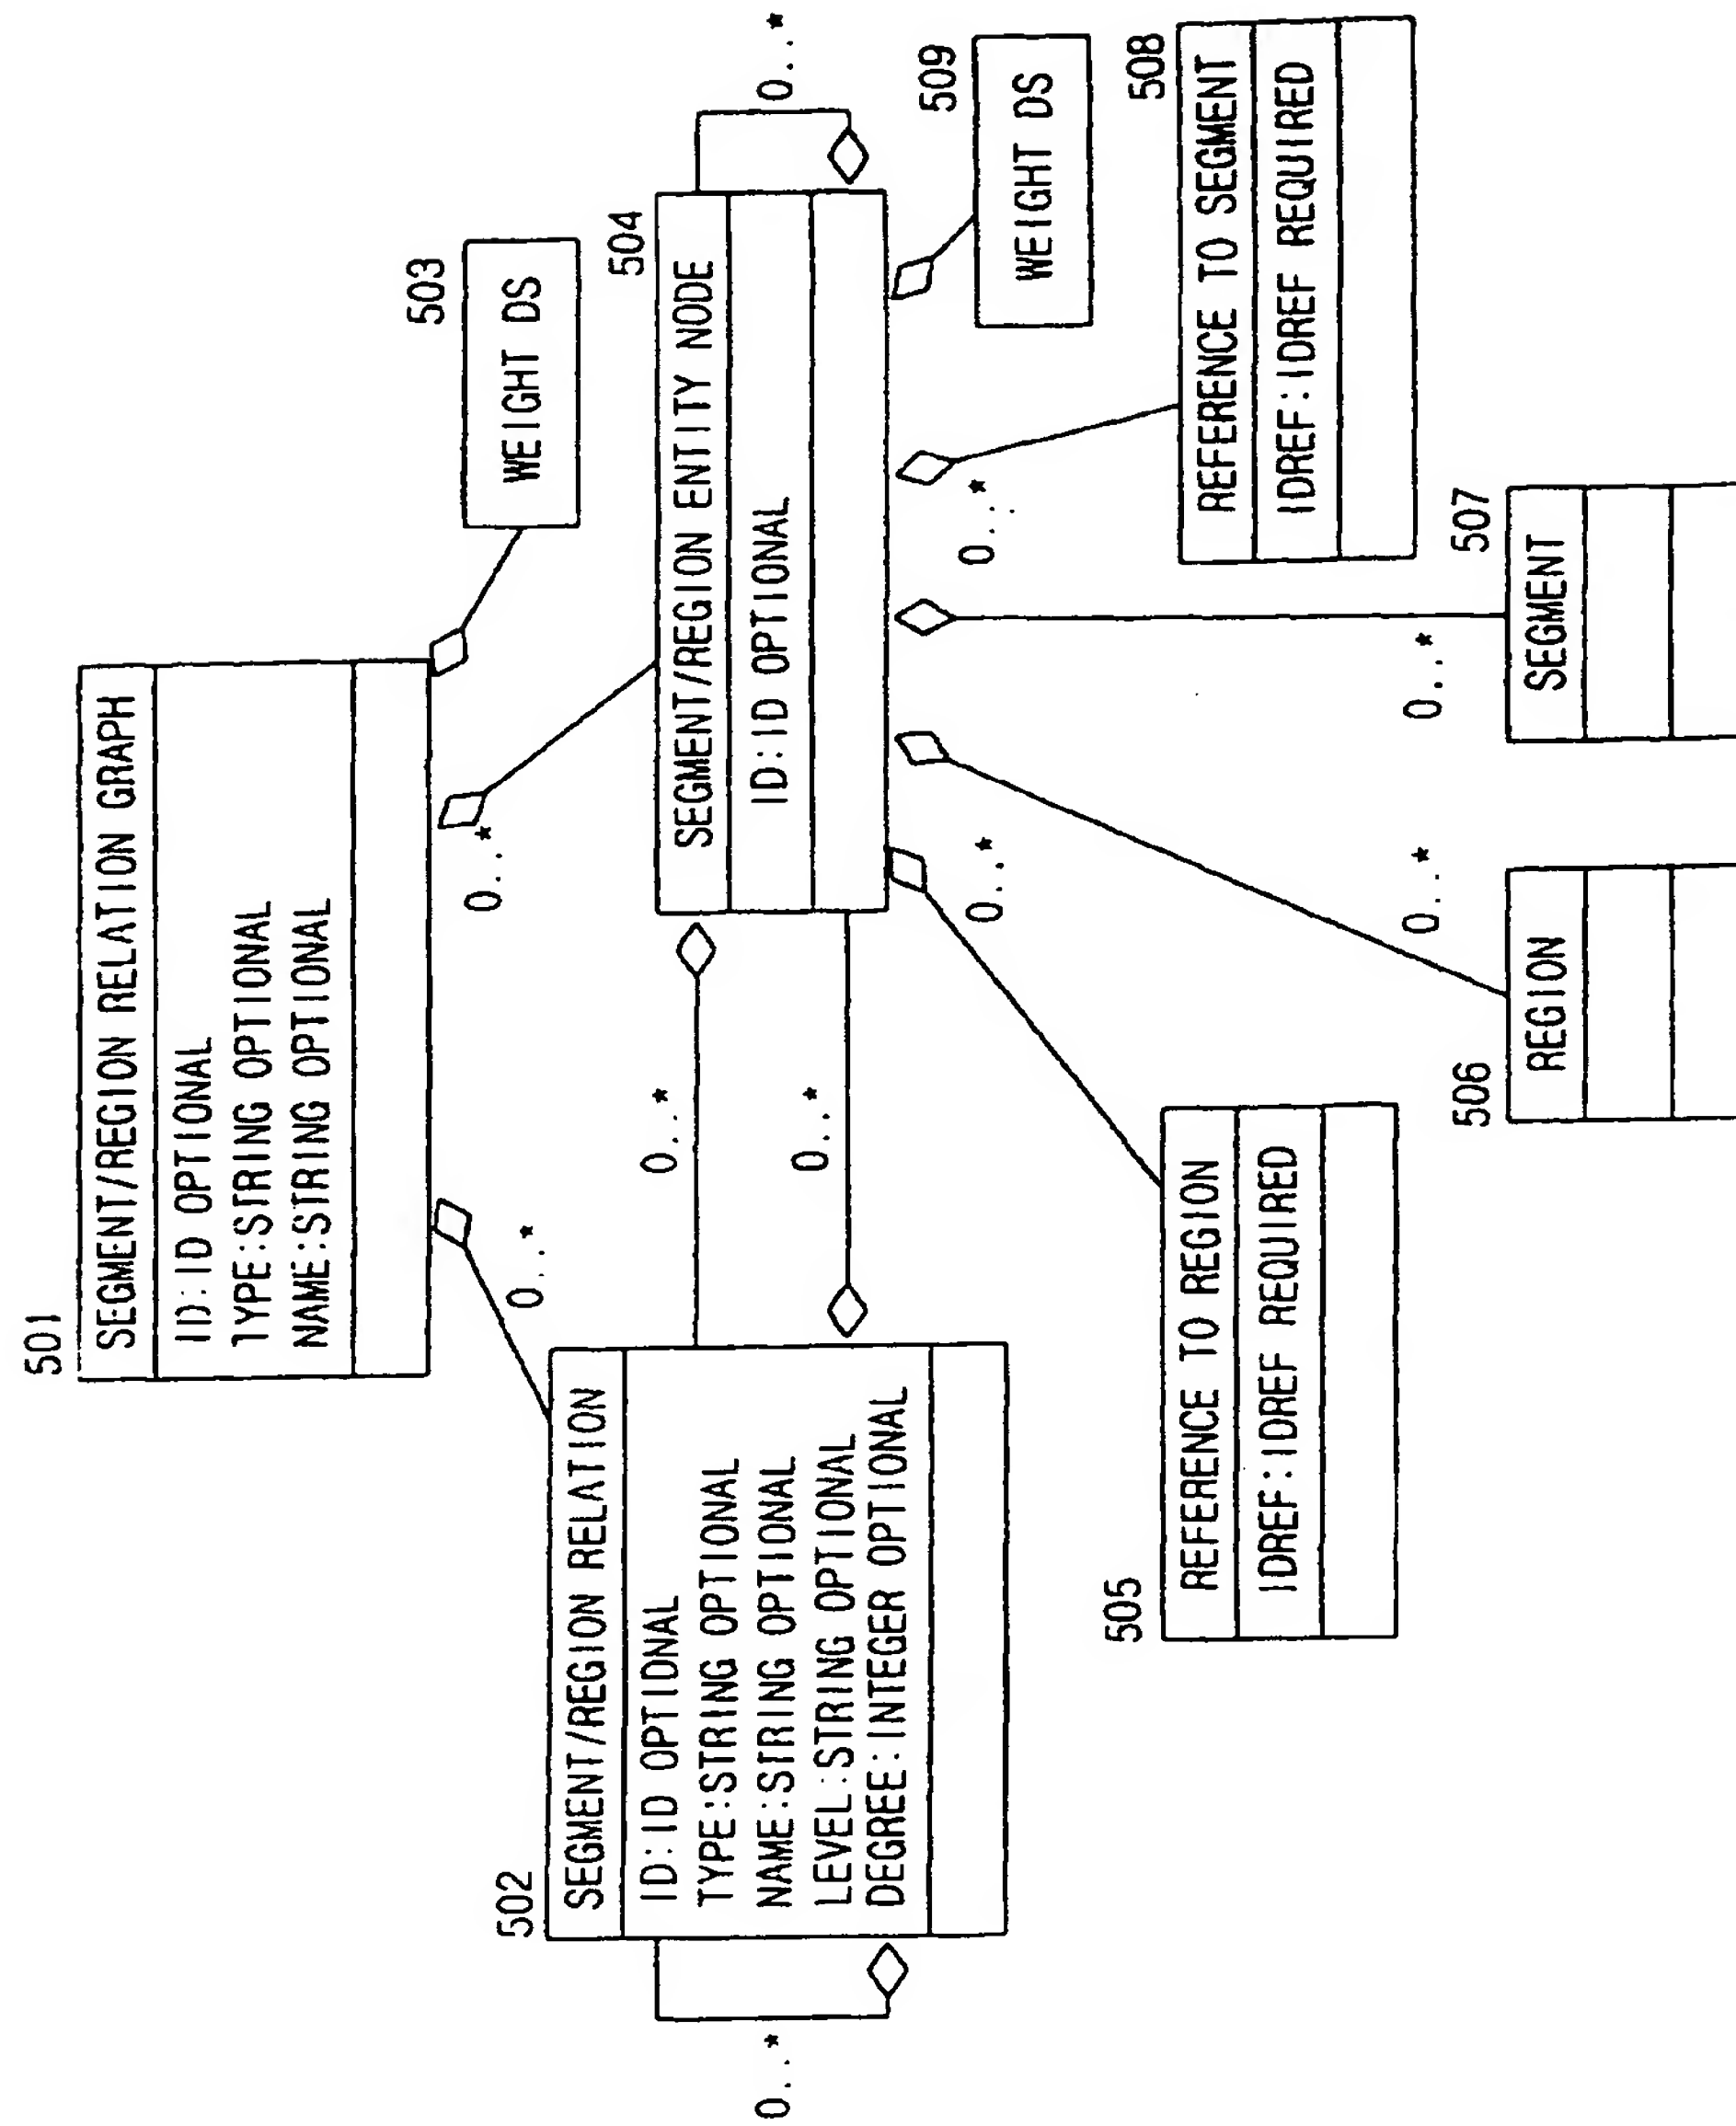 501
SEGMENT/REGION RELATION GRAPH
ID:ID OPTIONAL
TYPE:STRING OPTIONAL
NAME:STRING OPTIONAL
0...*
0...*
503
WEIGHT DS
502
SEGMENT/REGION RELATION
ID:ID OPTIONAL
TYPE:STRING OPTIONAL
NAME:STRING OPTIONAL
LEVEL:STRING OPTIONAL
DEGREE:INTEGER OPTIONAL
0...*
0...*
0...*
504
SEGMENT/REGION ENTITY NODE
ID:ID OPTIONAL
0...*
509
WEIGHT DS
0...*
0...*
505
REFERENCE TO REGION
IDREF:IDREF REQUIRED
508
REFERENCE TO SEGMENT
IDREF:IDREF REQUIRED
0...*
0...*
506
REGION
507
SEGMENT